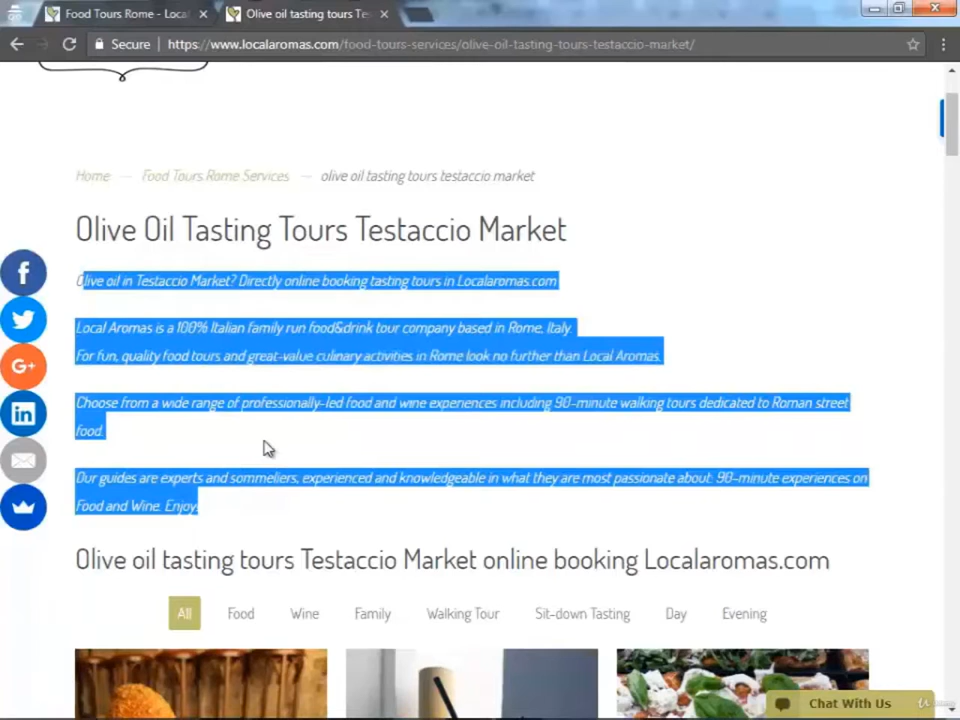 Food Tours Rome - Loca
Olive oil tasting tours Te
Secure
https://www.localaromas.com/food-tours-services/olive-oil-tasting-tours-testaccio-market/
Home — Food Tours Rome Services — olive oil tasting tours testaccio market
Olive Oil Tasting Tours Testaccio Market
Olive oil in Testaccio Market? Directly online booking tasting tours in Localaromas.com
Local Aromas is a 100% Italian family run food&drink tour company based in Rome, Italy.
For fun, quality food tours and great-value culinary activities in Rome look no further than Local Aromas.
Choose from a wide range of professionally-led food and wine experiences including 90-minute walking tours dedicated to Roman street
food.
Our guides are experts and sommeliers, experienced and knowledgeable in what they are most passionate about: 90-minute experiences on
Food and Wine. Enjoy.
Olive oil tasting tours Testaccio Market online booking Localaromas.com
All Food Wine Family Walking Tour Sit-down Tasting Day Evening
Chat With Us